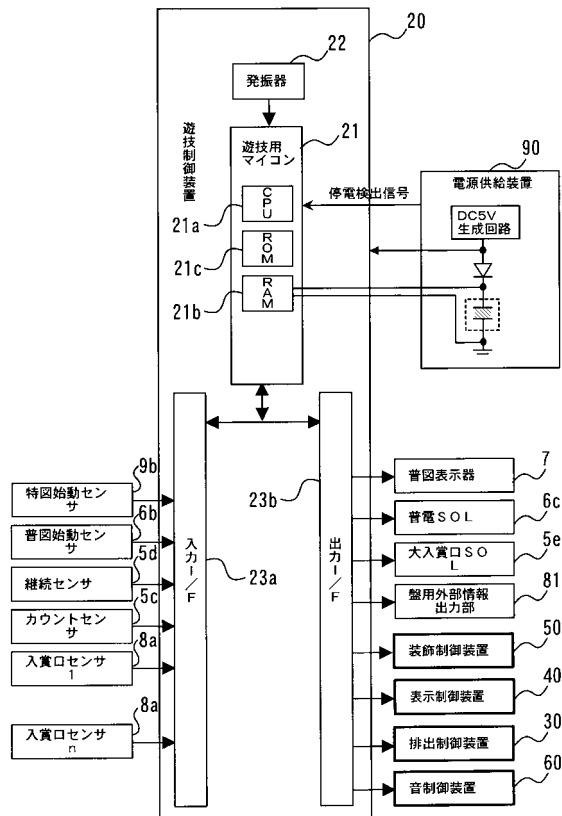 20
22
発振器
遊技制御装置
遊技用
マイコン
21
CPU
21a
ROM
21c
RAM
21b
停電検出信号
90
電源供給装置
DC5V
生成回路
9b
特図始動セン
サ
6b
普図始動セン
サ
5d
継続センサ
5c
カウントセン
サ
8a
入賞口センサ
1
8a
入賞口センサ
n
入力I/F
23a
23b
出力I/F
7
普図表示器
6c
普電SOL
5e
大入賞口SO
L
81
盤用外部情報
出力部
50
装飾制御装置
40
表示制御装置
30
排出制御装置
60
音制御装置